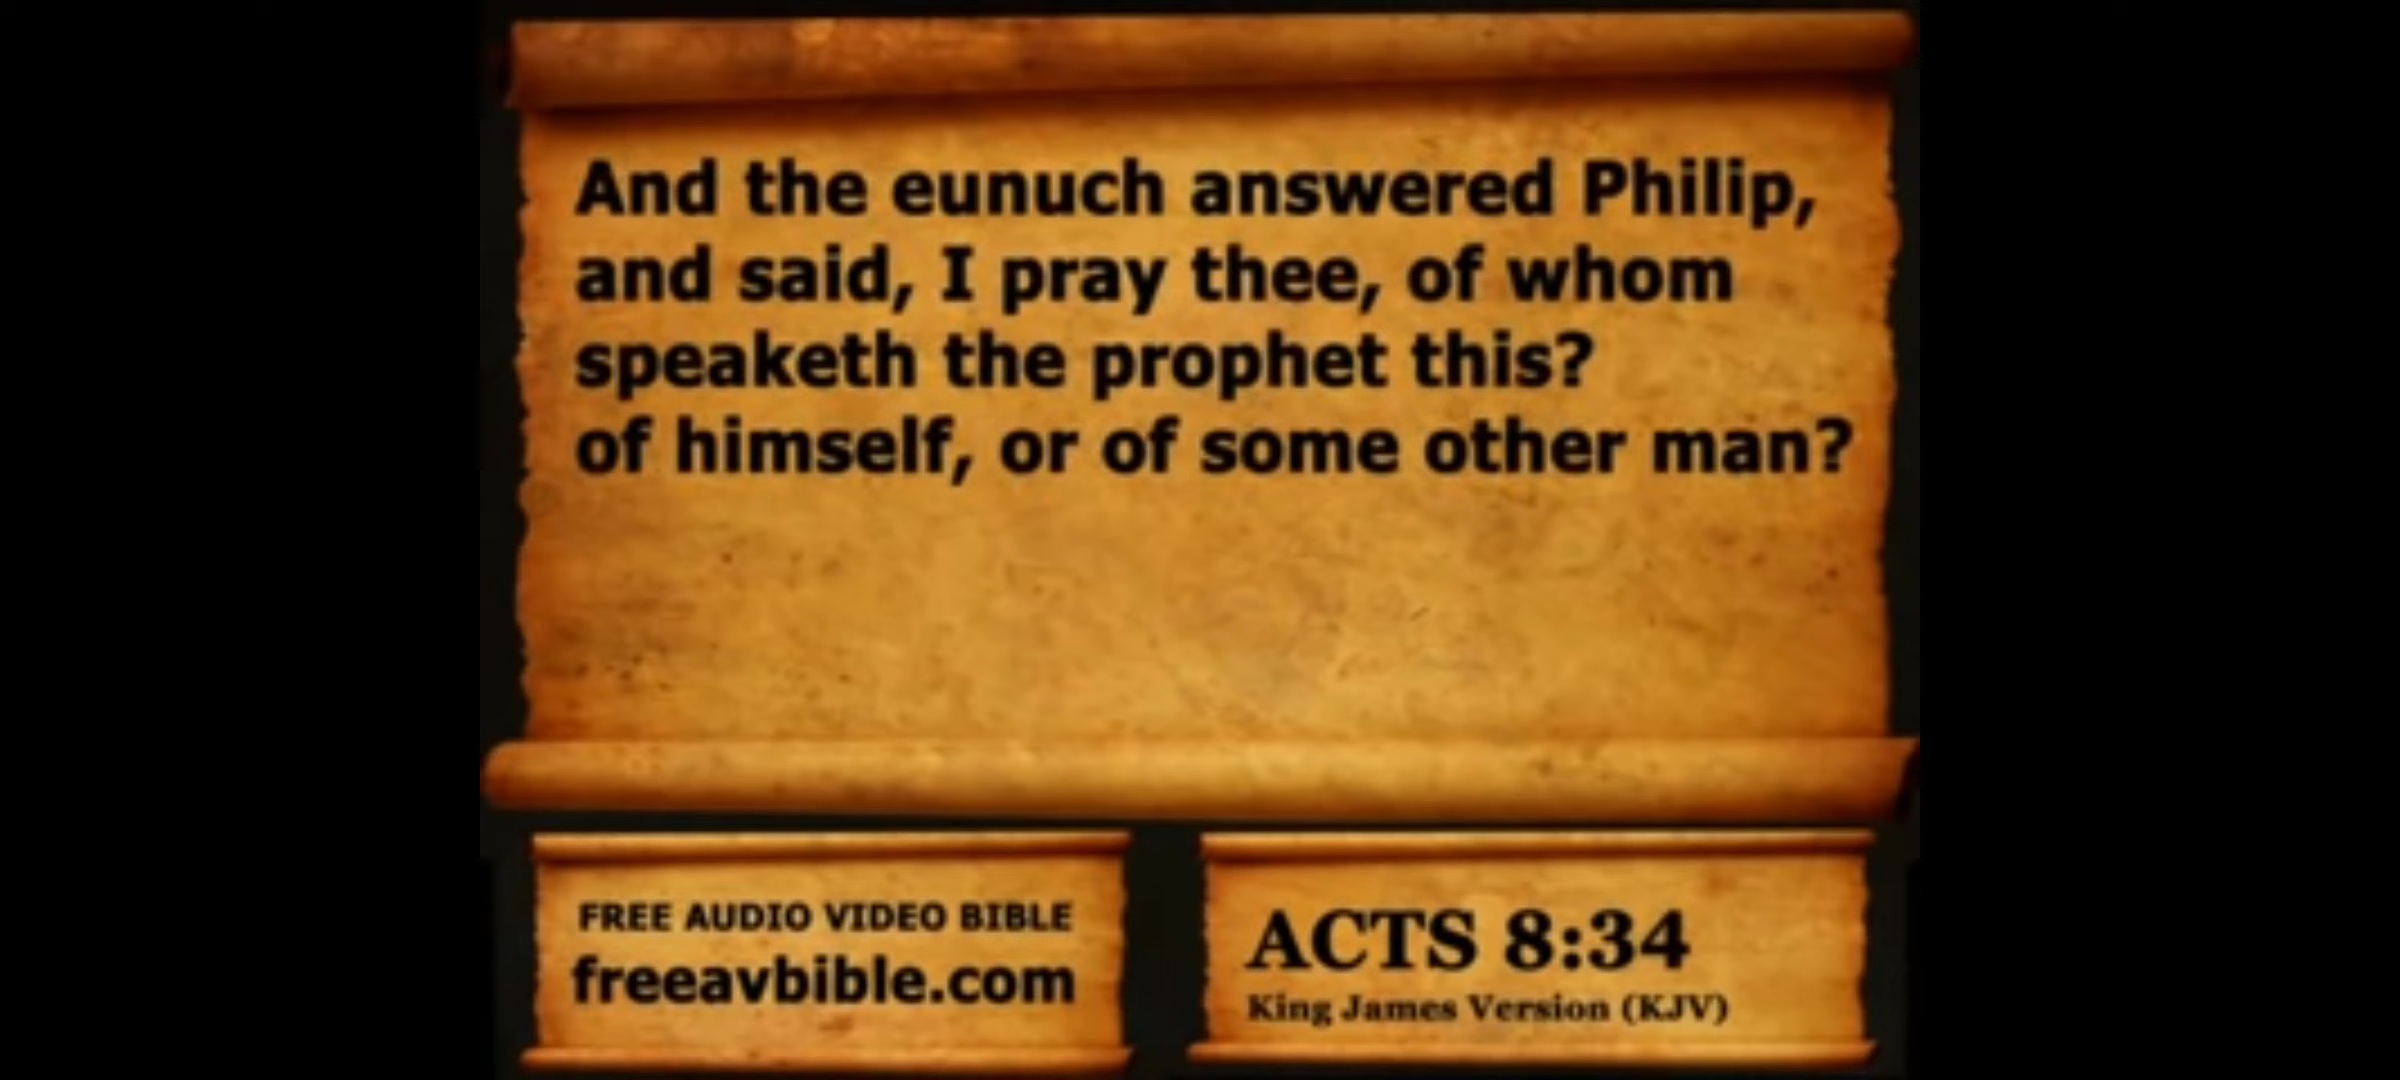 And the eunuch answered Philip,
and said, I pray thee, of whom
speaketh the prophet this?
of himself, or of some other man?
FREE AUDIO VIDEO BIBLE
freeavbible.com
ACTS 8:34
King James Version (KJV)